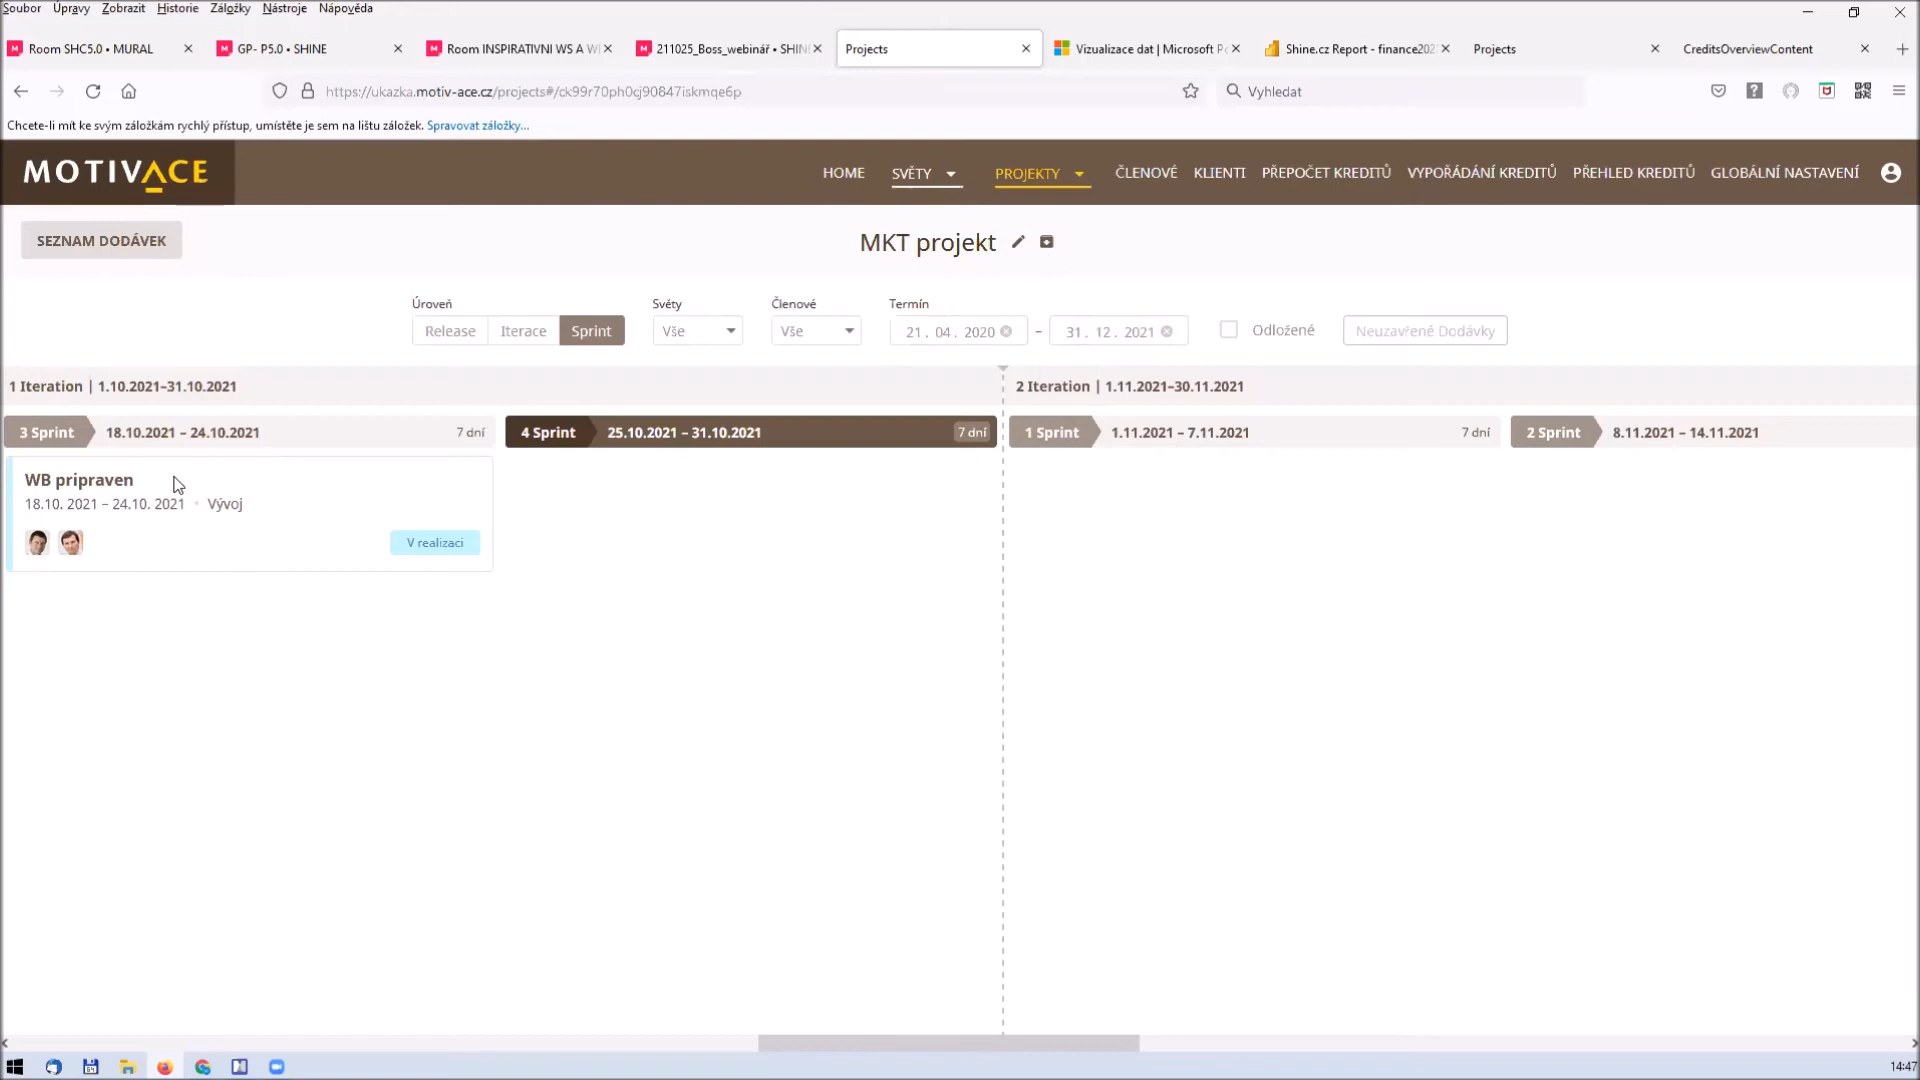 Soubor Úpravy Zobrazit Historie Záložky Nástroje Nápověda
Room SHC5.0 • MURAL
GP- P5.0 • SHINE
Room INSPIRATIVNI WS A W
211025_Boss_webinář • SHIN
Projects
Vizualizace dat | Microsoft Po
Shine.cz Report - finance202
Projects
CreditsOverviewContent
https://ukazka.motiv-ace.cz/projects#/ck99r70ph0cj90847iskmqe6p
Vyhledat
Chcete-li mít ke svým záložkám rychlý přístup, umístěte je sem na lištu záložek. Spravovat záložky...
MOTIVACE
HOME SVĚTY PROJEKTY ČLENOVÉ KLIENTI PŘEPOČET KREDITŮ VYPOŘÁDÁNÍ KREDITŮ PŘEHLED KREDITŮ GLOBÁLNÍ NASTAVENÍ
SEZNAM DODÁVEK
MKT projekt
Úroveň Světy Členové Termín
Release Iterace Sprint Vše Vše 21. 04. 2020 – 31. 12. 2021 Odložené Neuzavřené Dodávky
1 Iteration | 1.10.2021–31.10.2021
2 Iteration | 1.11.2021–30.11.2021
3 Sprint 18.10.2021 – 24.10.2021 7 dní
4 Sprint 25.10.2021 – 31.10.2021 7 dní
1 Sprint 1.11.2021 – 7.11.2021 7 dní
2 Sprint 8.11.2021 – 14.11.2021
WB pripraven
18.10. 2021 – 24.10. 2021 • Vývoj
V realizaci
14:47